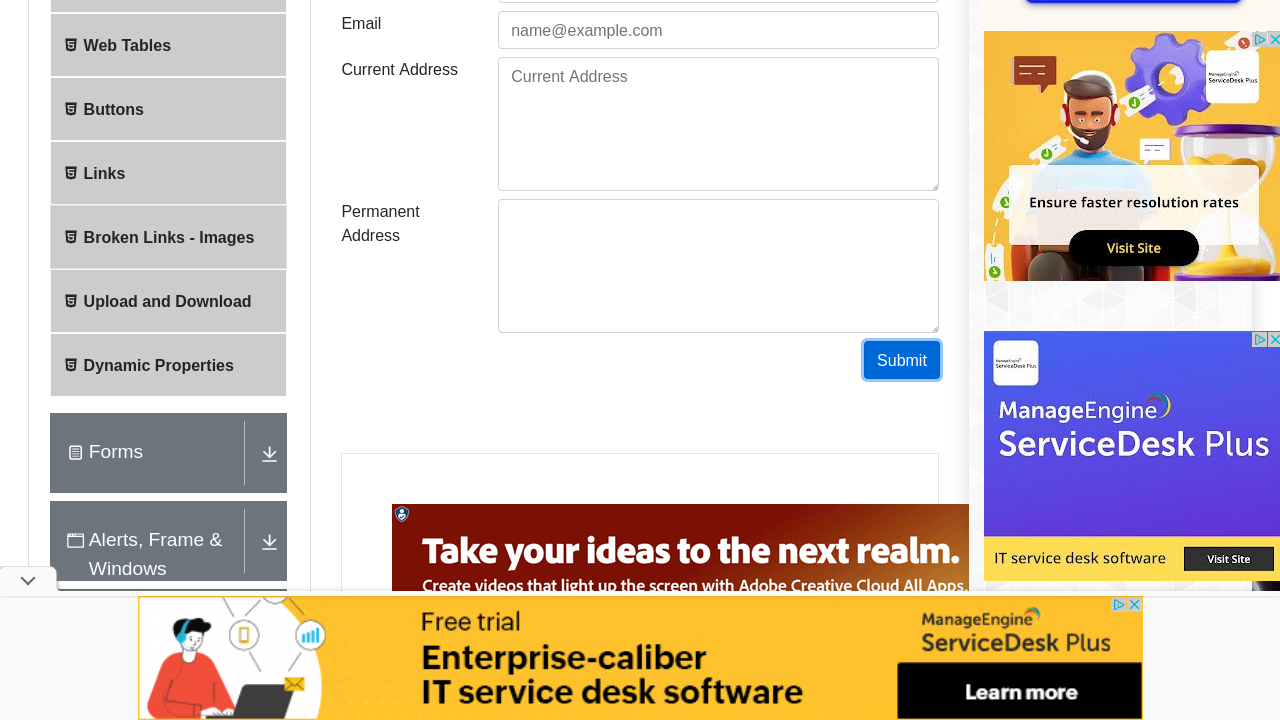 Email
name@example.com
Web Tables
Current Address
Current Address
Buttons
Links
Permanent
Address
Broken Links - Images
Upload and Download
Dynamic Properties
Submit
Forms
Alerts, Frame &
Windows
Take your ideas to the next realm.
Create videos that light up the screen with Adobe Creative Cloud All Apps.
ManageEngine
ServiceDesk Plus
Ensure faster resolution rates
Visit Site
ManageEngine
ServiceDesk Plus
ManageEngine
ServiceDesk Plus
IT service desk software
Visit Site
Free trial
Enterprise-caliber
IT service desk software
ManageEngine
ServiceDesk Plus
Learn more